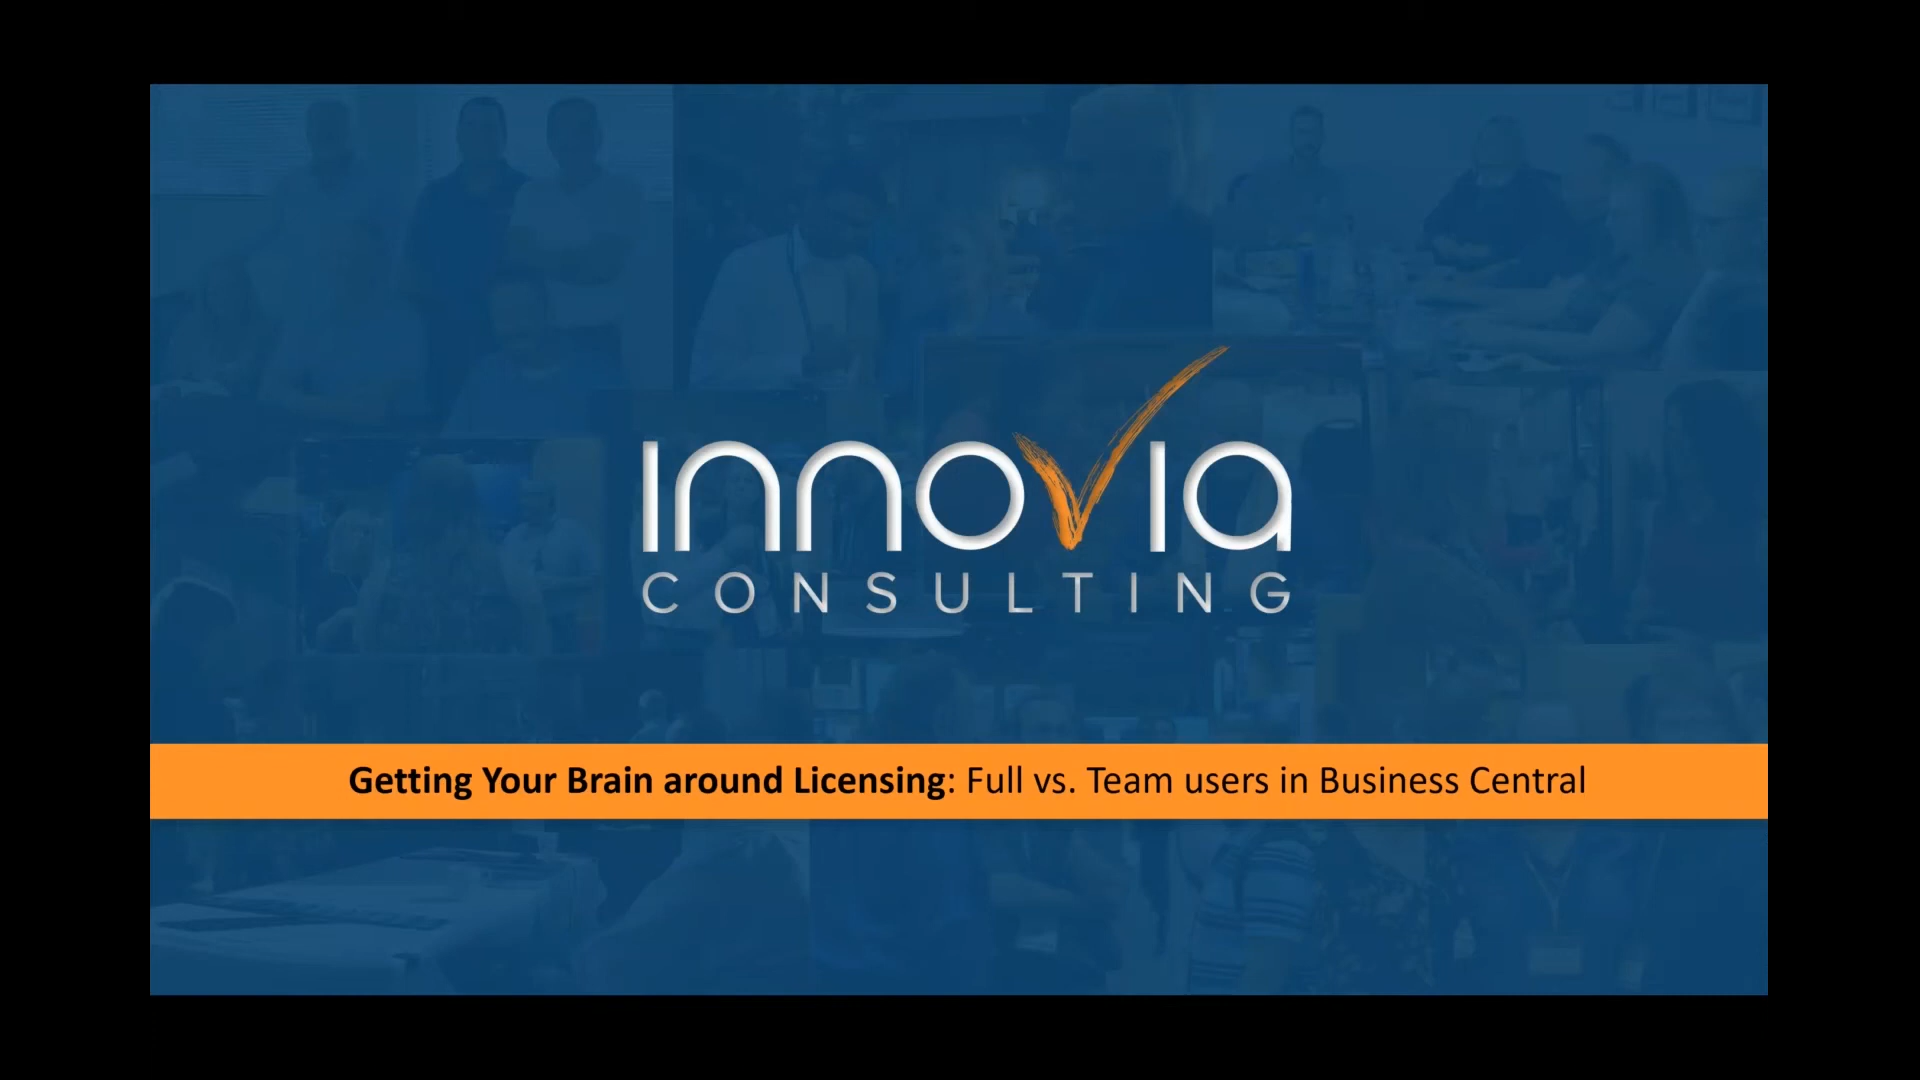 Innovia
CONSULTING
Getting Your Brain around Licensing: Full vs. Team users in Business Central